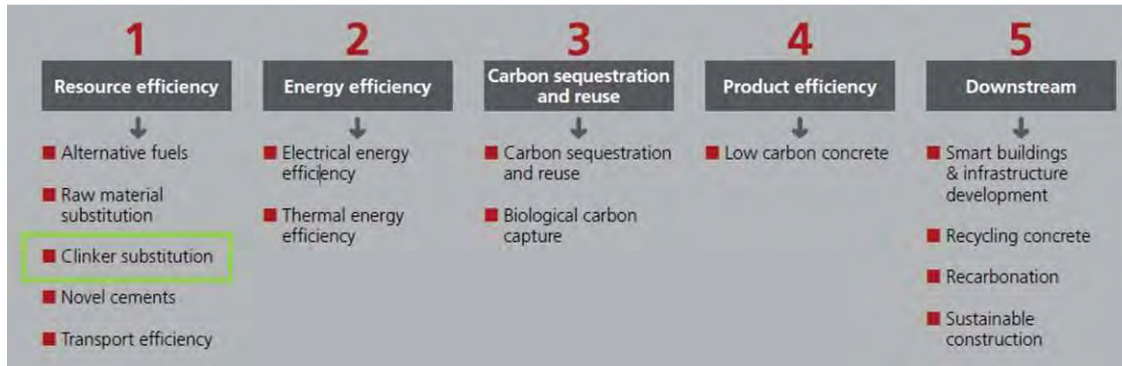 1
Resource efficiency
Alternative fuels
Raw material
substitution
Clinker substitution
Novel cements
Transport efficiency
2
Energy efficiency
Electrical energy
efficiency
Thermal energy
efficiency
3
Carbon sequestration
and reuse
Carbon sequestration
and reuse
Biological carbon
capture
4
Product efficiency
Low carbon concrete
5
Downstream
Smart buildings
& infrastructure
development
Recycling concrete
Recarbonation
Sustainable
construction